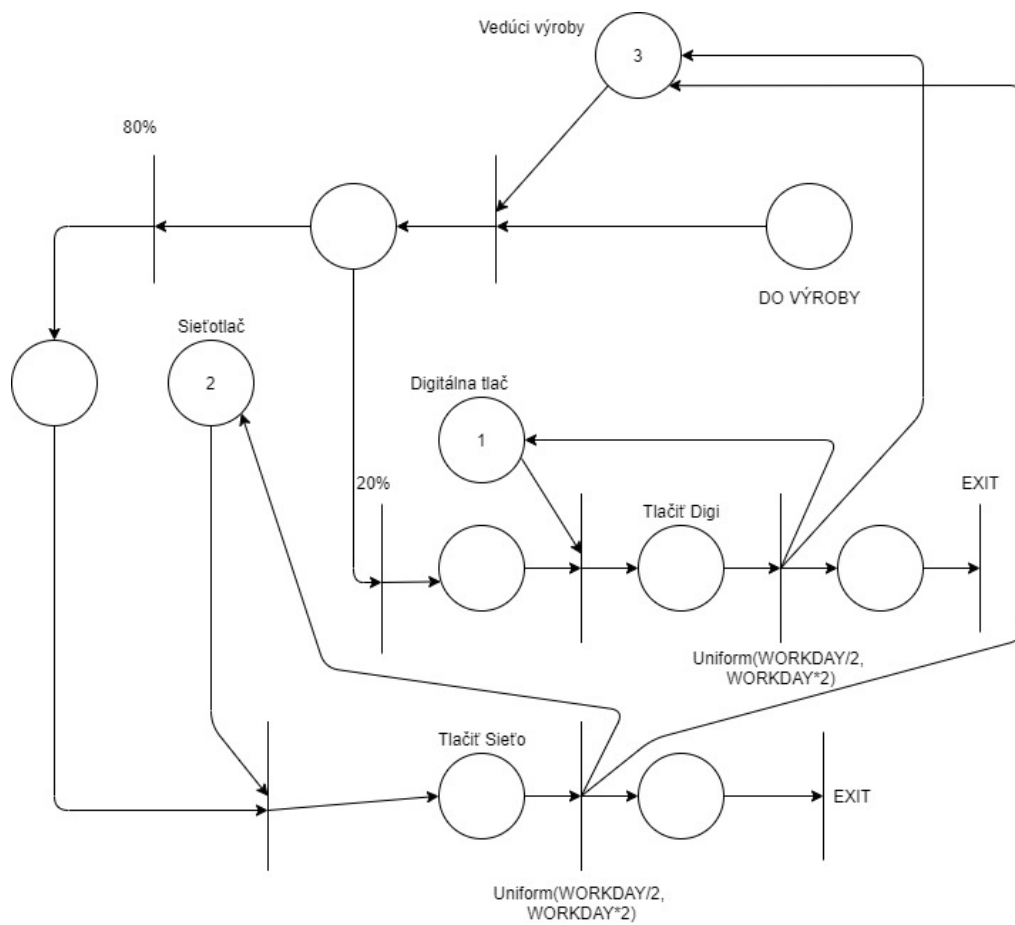 Vedúci výroby
3
80%
DO VÝROBY
Sieťotlač
2
Digitálna tlač
1
20%
Tlačiť Digi
EXIT
Uniform(WORKDAY/2,
WORKDAY*2)
Tlačiť Sieťo
EXIT
Uniform(WORKDAY/2,
WORKDAY*2)